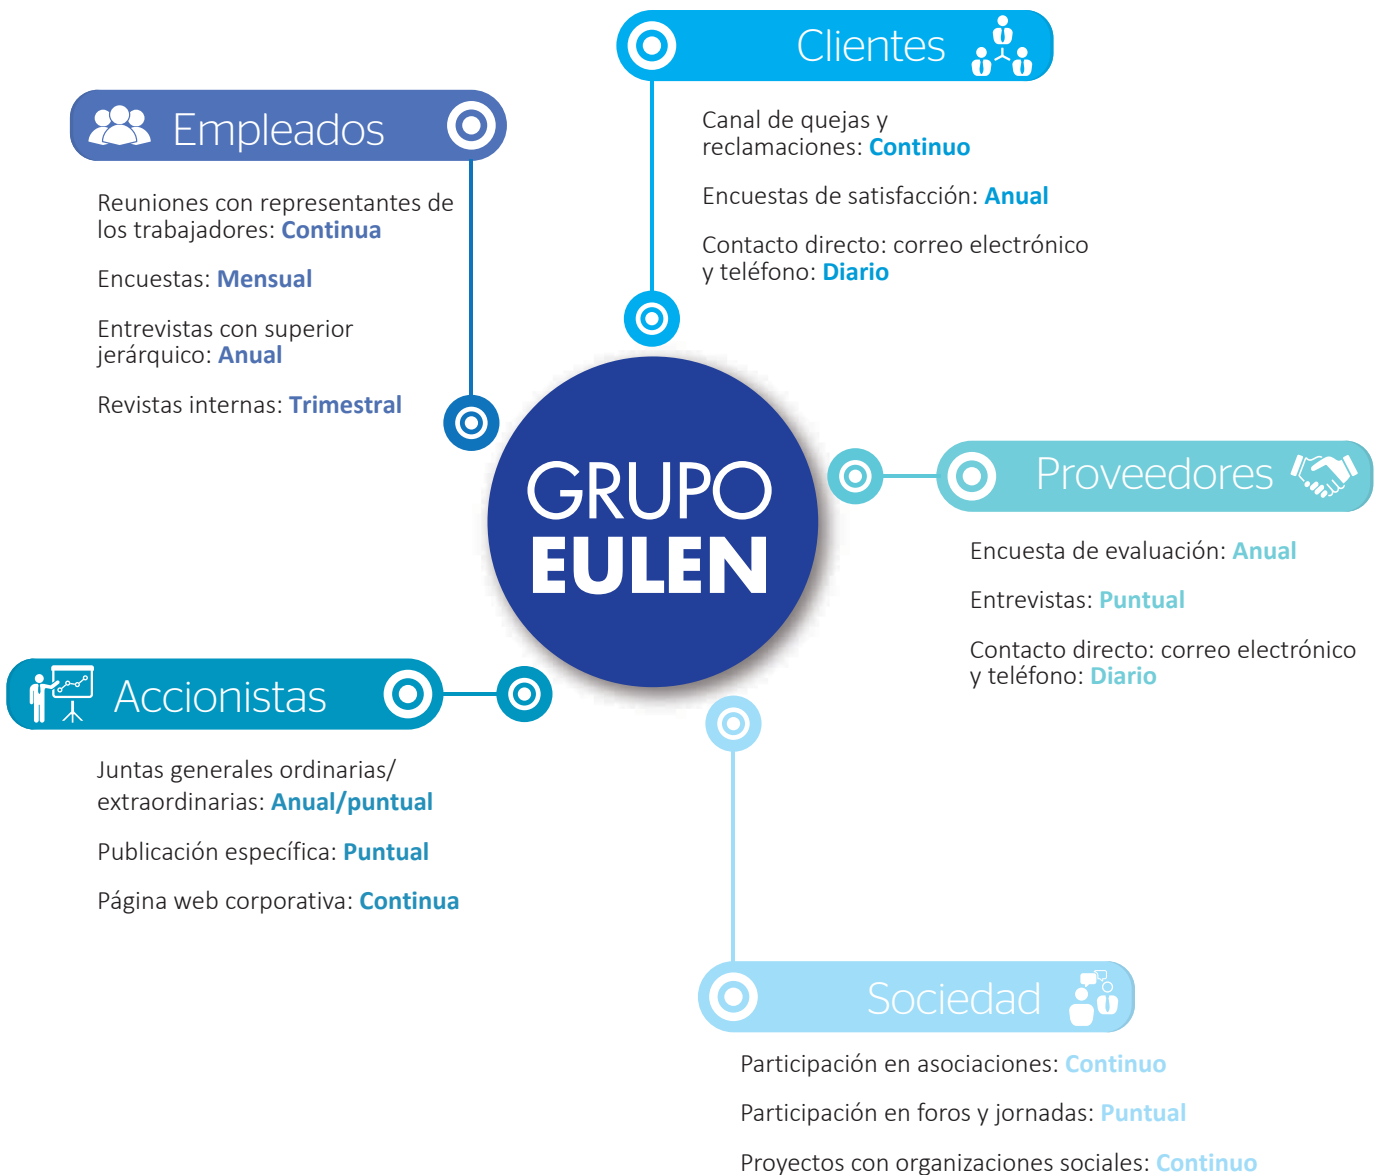 Clientes
Canal de quejas y
reclamaciones: Continuo
Encuestas de satisfacción: Anual
Contacto directo: correo electrónico
y teléfono: Diario
Empleados
Reuniones con representantes de
los trabajadores: Continua
Encuestas: Mensual
Entrevistas con superior
jerárquico: Anual
Revistas internas: Trimestral
GRUPO
EULEN
Proveedores
Encuesta de evaluación: Anual
Entrevistas: Puntual
Contacto directo: correo electrónico
y teléfono: Diario
Accionistas
Juntas generales ordinarias/
extraordinarias: Anual/puntual
Publicación específica: Puntual
Página web corporativa: Continua
Sociedad
Participación en asociaciones: Continuo
Participación en foros y jornadas: Puntual
Proyectos con organizaciones sociales: Continuo